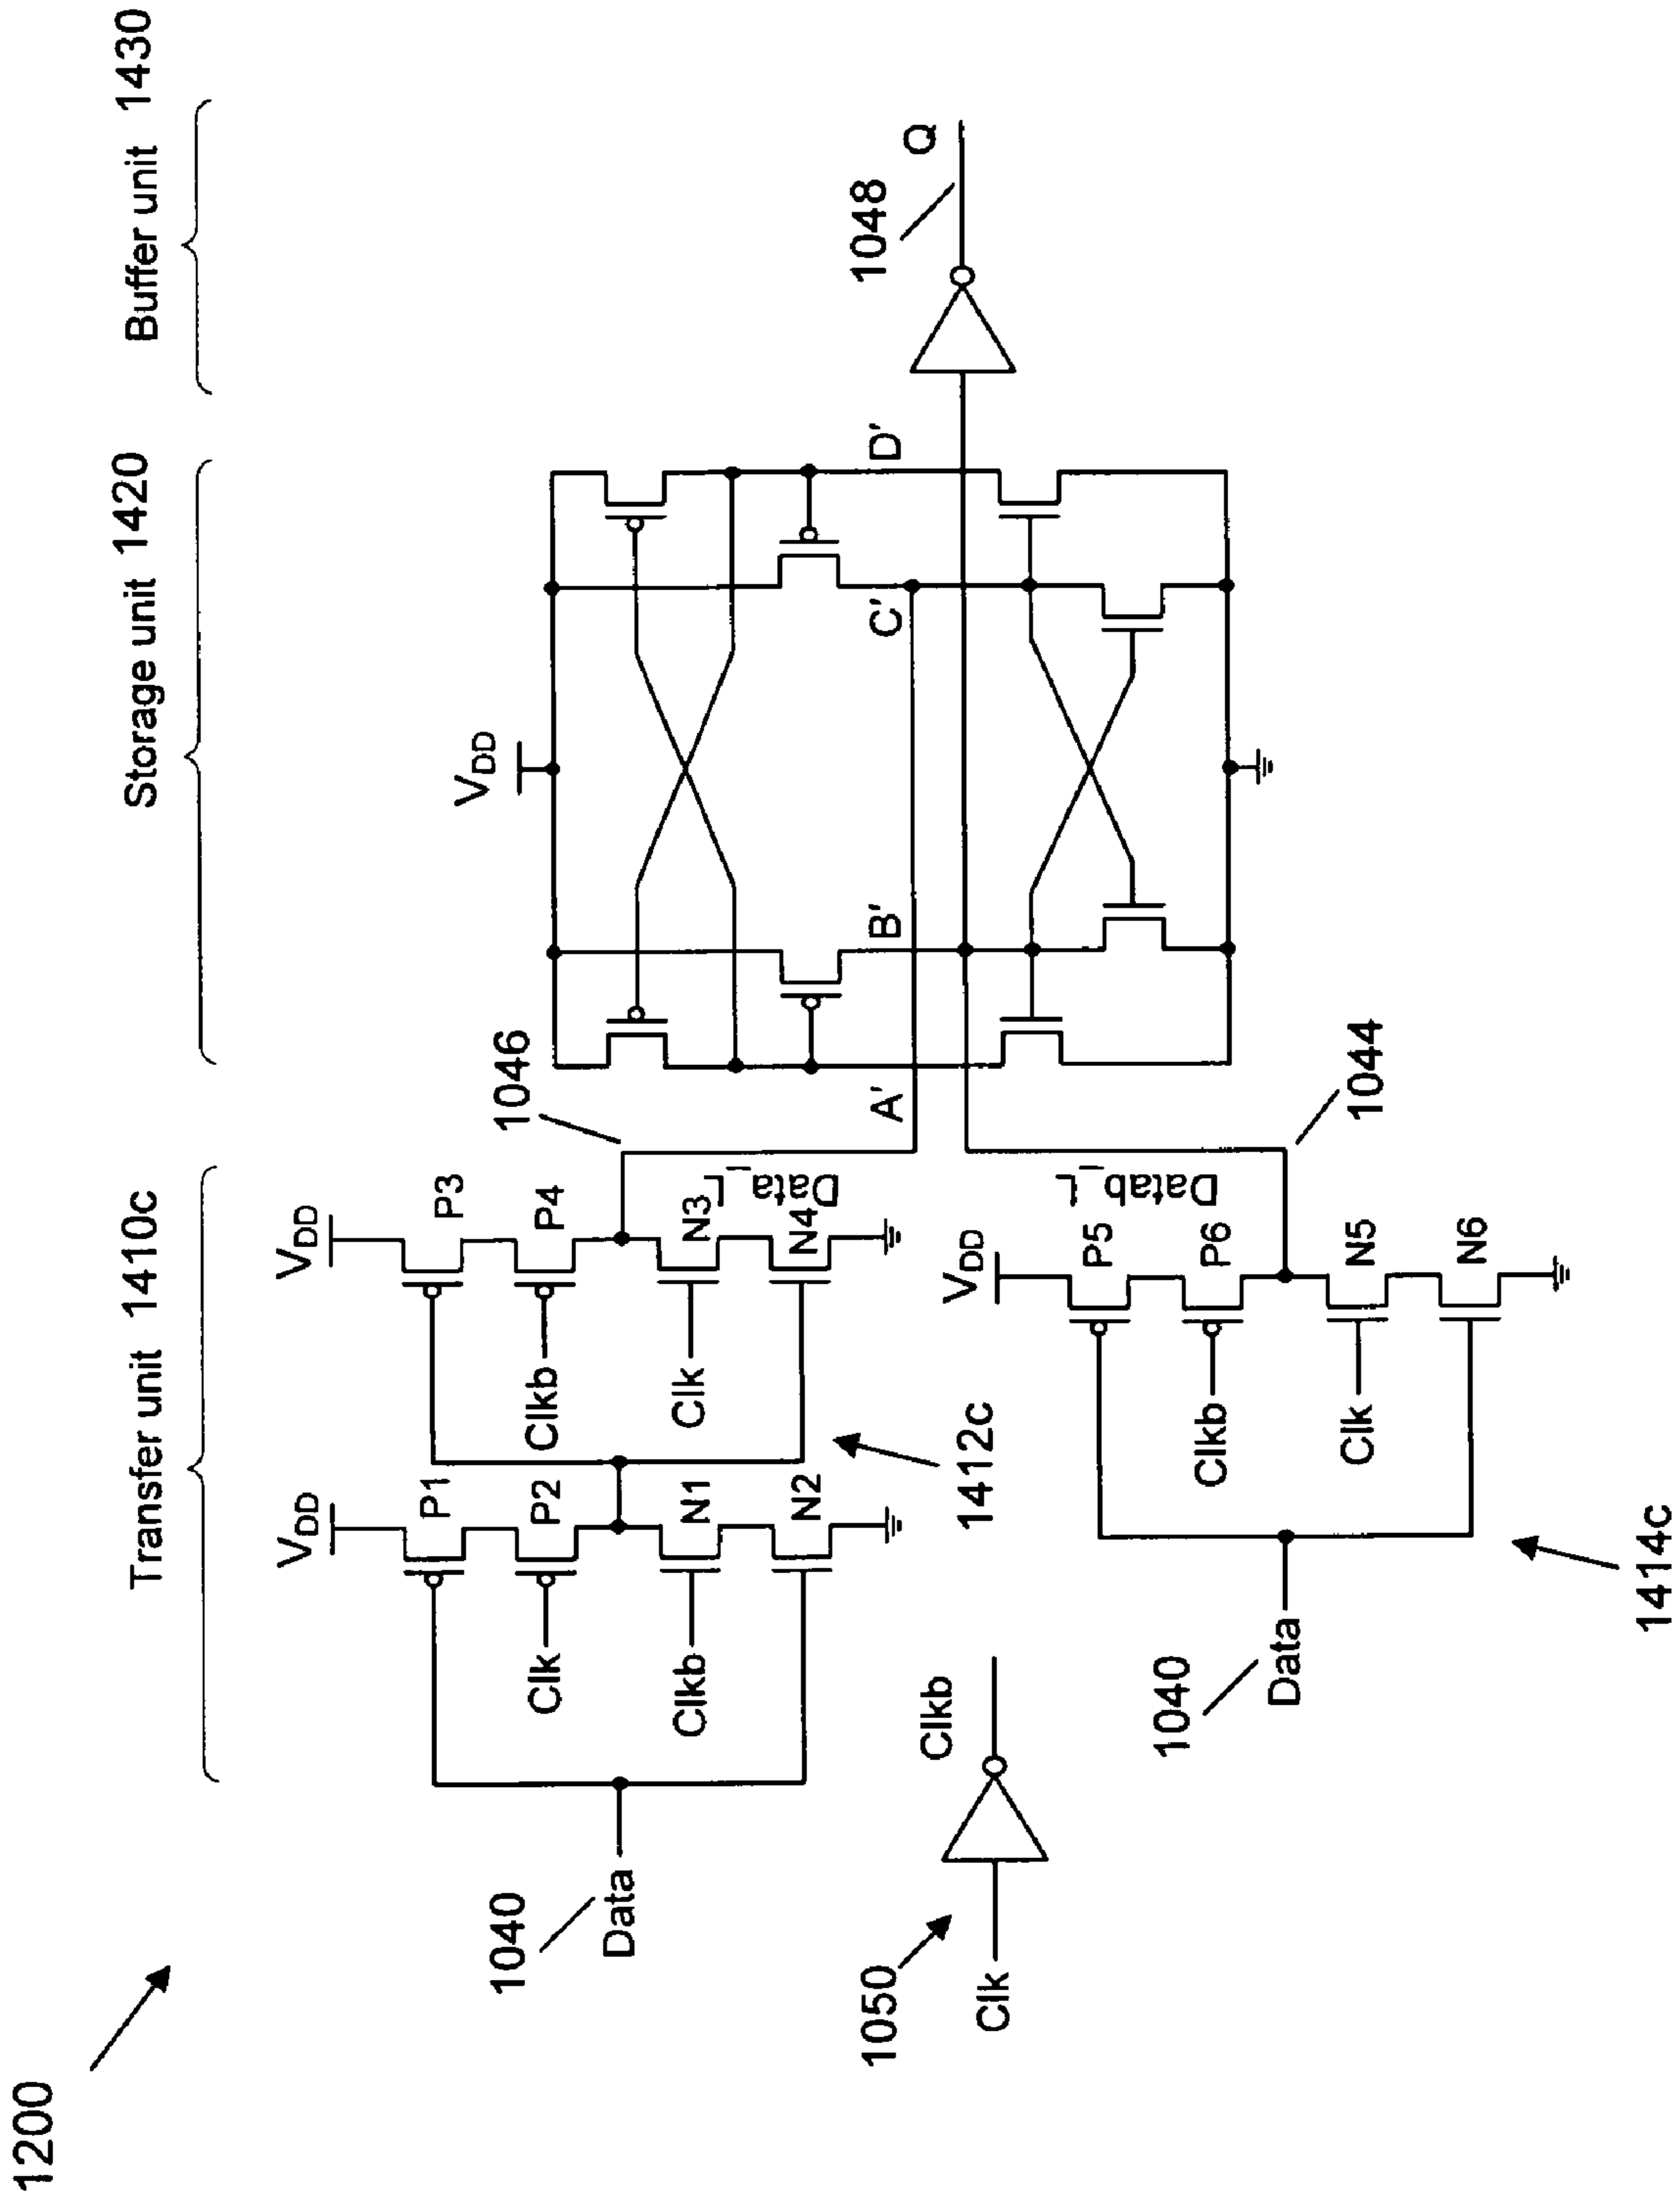 1200
Transfer unit 1410c
Storage unit 1420
Buffer unit 1430
VDD
P1
P2
N1
N2
Clk
Clkb
1040
Data
VDD
P3
P4
N3
N4
Clkb
Clk
1412c
Data_L
1046
VDD
A'
B'
C'
D'
1048
Q
1050
Clk
Clkb
1040
Data
VDD
P5
P6
N5
N6
Clkb
Clk
1414c
Datab_L
1044